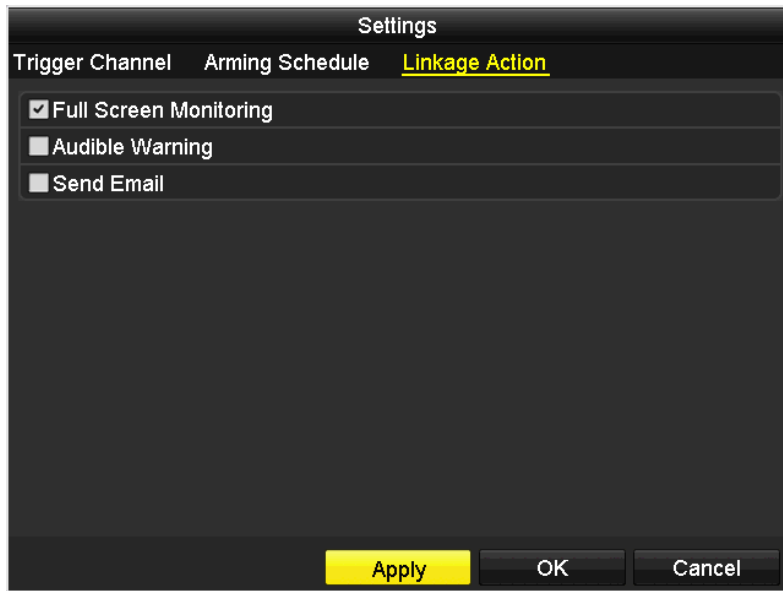 Settings
Trigger Channel Arming Schedule Linkage Action
Full Screen Monitoring
Audible Warning
Send Email
Apply OK Cancel